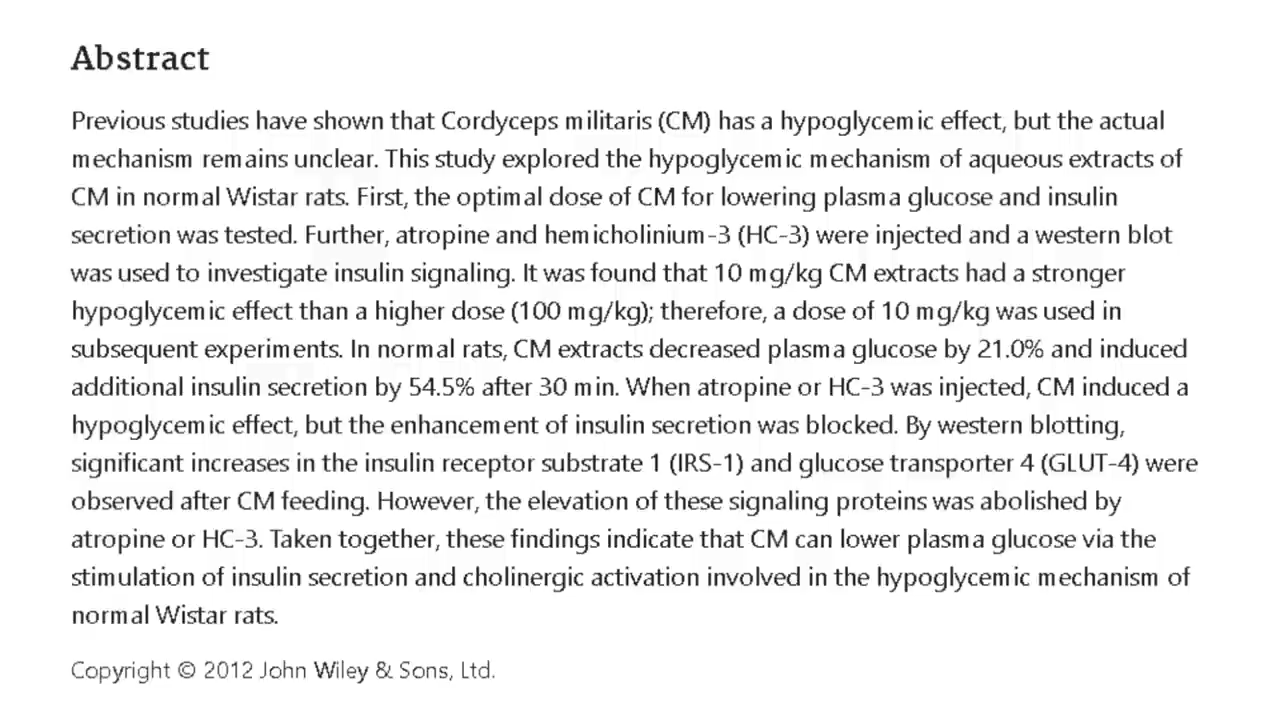 Abstract
Previous studies have shown that Cordyceps militaris (CM) has a hypoglycemic effect, but the actual
mechanism remains unclear. This study explored the hypoglycemic mechanism of aqueous extracts of
CM in normal Wistar rats. First, the optimal dose of CM for lowering plasma glucose and insulin
secretion was tested. Further, atropine and hemicholinium-3 (HC-3) were injected and a western blot
was used to investigate insulin signaling. It was found that 10 mg/kg CM extracts had a stronger
hypoglycemic effect than a higher dose (100 mg/kg); therefore, a dose of 10 mg/kg was used in
subsequent experiments. In normal rats, CM extracts decreased plasma glucose by 21.0% and induced
additional insulin secretion by 54.5% after 30 min. When atropine or HC-3 was injected, CM induced a
hypoglycemic effect, but the enhancement of insulin secretion was blocked. By western blotting,
significant increases in the insulin receptor substrate 1 (IRS-1) and glucose transporter 4 (GLUT-4) were
observed after CM feeding. However, the elevation of these signaling proteins was abolished by
atropine or HC-3. Taken together, these findings indicate that CM can lower plasma glucose via the
stimulation of insulin secretion and cholinergic activation involved in the hypoglycemic mechanism of
normal Wistar rats.
Copyright © 2012 John Wiley & Sons, Ltd.